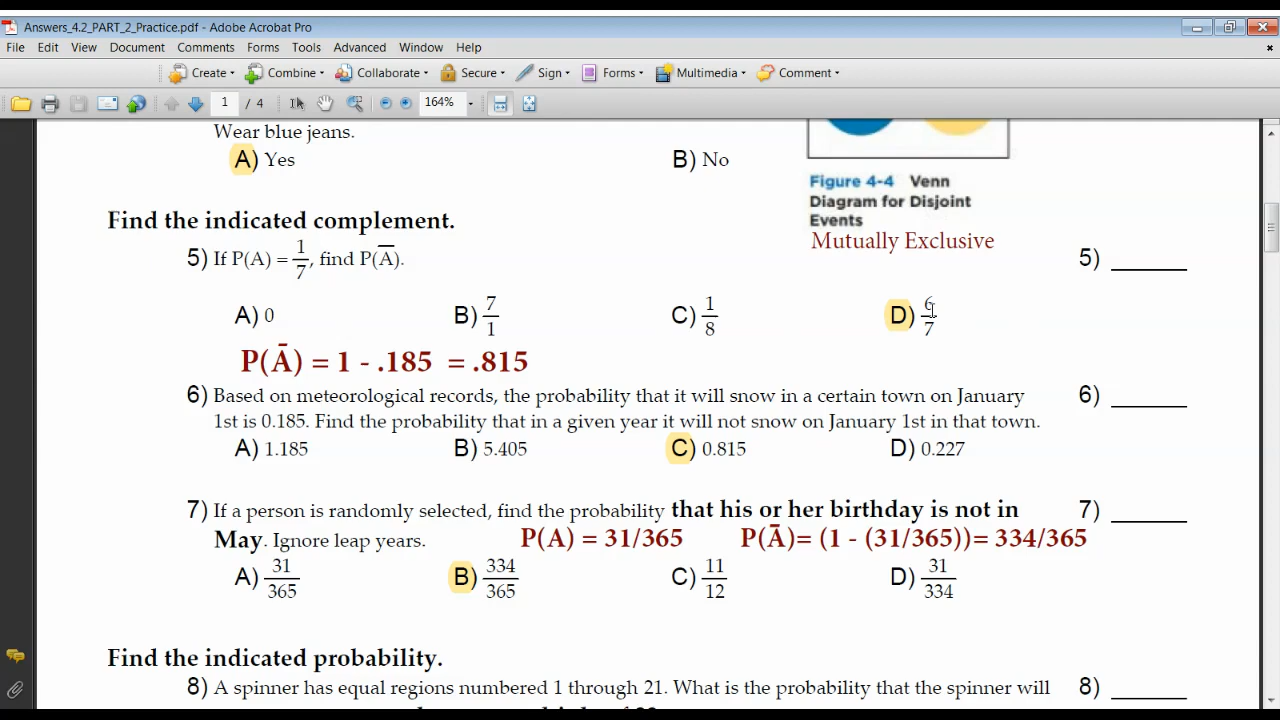 Answers_4.2_PART_2_Practice.pdf - Adobe Acrobat Pro
File Edit View Document Comments Forms Tools Advanced Window Help
Create Combine Collaborate Secure Sign Forms Multimedia Comment
1 / 4 164%
Wear blue jeans.
A) Yes B) No
Figure 4-4 Venn
Diagram for Disjoint
Events
Mutually Exclusive
Find the indicated complement.
5) If P(A) = 1/7, find P(A̅). 5) ______
A) 0 B) 7/1 C) 1/8 D) 6/7
P(Ā) = 1 - .185 = .815
6) Based on meteorological records, the probability that it will snow in a certain town on January 6) ______
1st is 0.185. Find the probability that in a given year it will not snow on January 1st in that town.
A) 1.185 B) 5.405 C) 0.815 D) 0.227
7) If a person is randomly selected, find the probability that his or her birthday is not in 7) ______
May. Ignore leap years. P(A) = 31/365 P(Ā)= (1 - (31/365))= 334/365
A) 31/365 B) 334/365 C) 11/12 D) 31/334
Find the indicated probability.
8) A spinner has equal regions numbered 1 through 21. What is the probability that the spinner will 8) ______